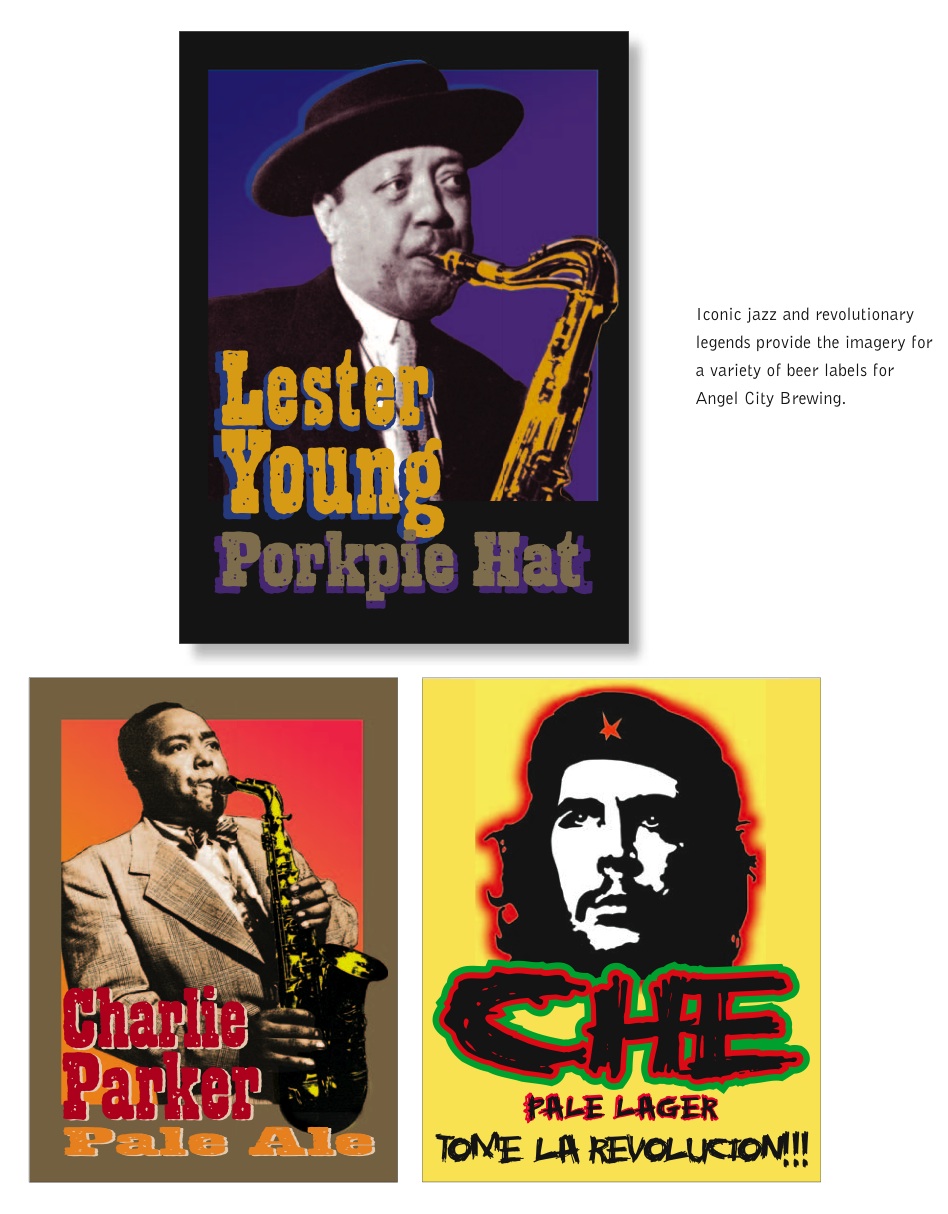 Lester
Young
Porkpie Hat
Iconic jazz and revolutionary
legends provide the imagery for
a variety of beer labels for
Angel City Brewing.
Charlie
Parker
Pale Ale
CHE
PALE LAGER
TOME LA REVOLUCION!!!